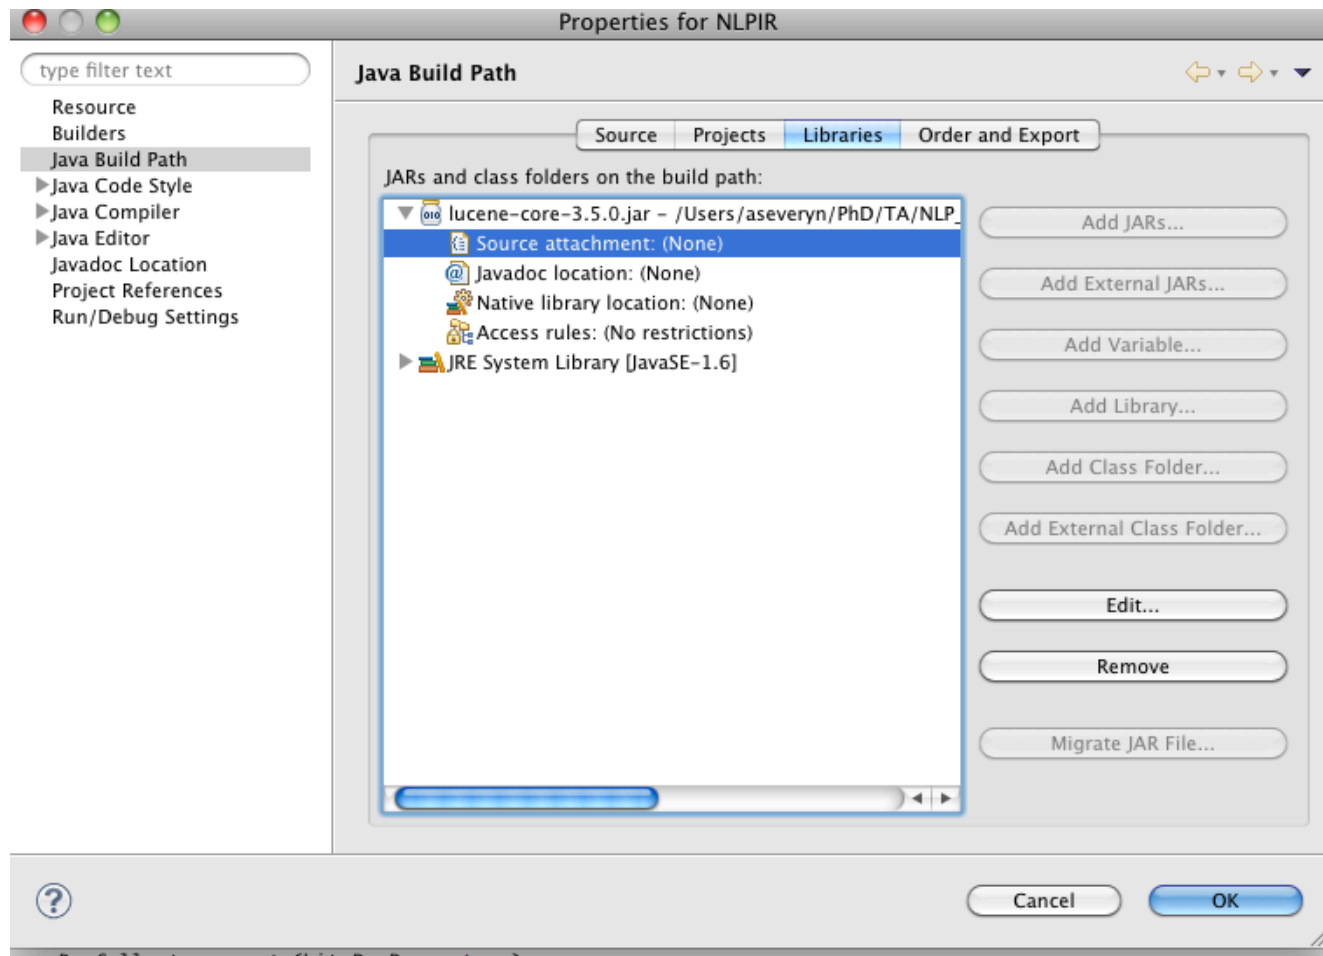 Properties for NLPIR
type filter text
Resource
Builders
Java Build Path
Java Code Style
Java Compiler
Java Editor
Javadoc Location
Project References
Run/Debug Settings
Java Build Path
Source Projects Libraries Order and Export
JARs and class folders on the build path:
lucene-core-3.5.0.jar – /Users/aseveryn/PhD/TA/NLP_
Source attachment: (None)
Javadoc location: (None)
Native library location: (None)
Access rules: (No restrictions)
JRE System Library [JavaSE-1.6]
Add JARs...
Add External JARs...
Add Variable...
Add Library...
Add Class Folder...
Add External Class Folder...
Edit...
Remove
Migrate JAR File...
Cancel OK